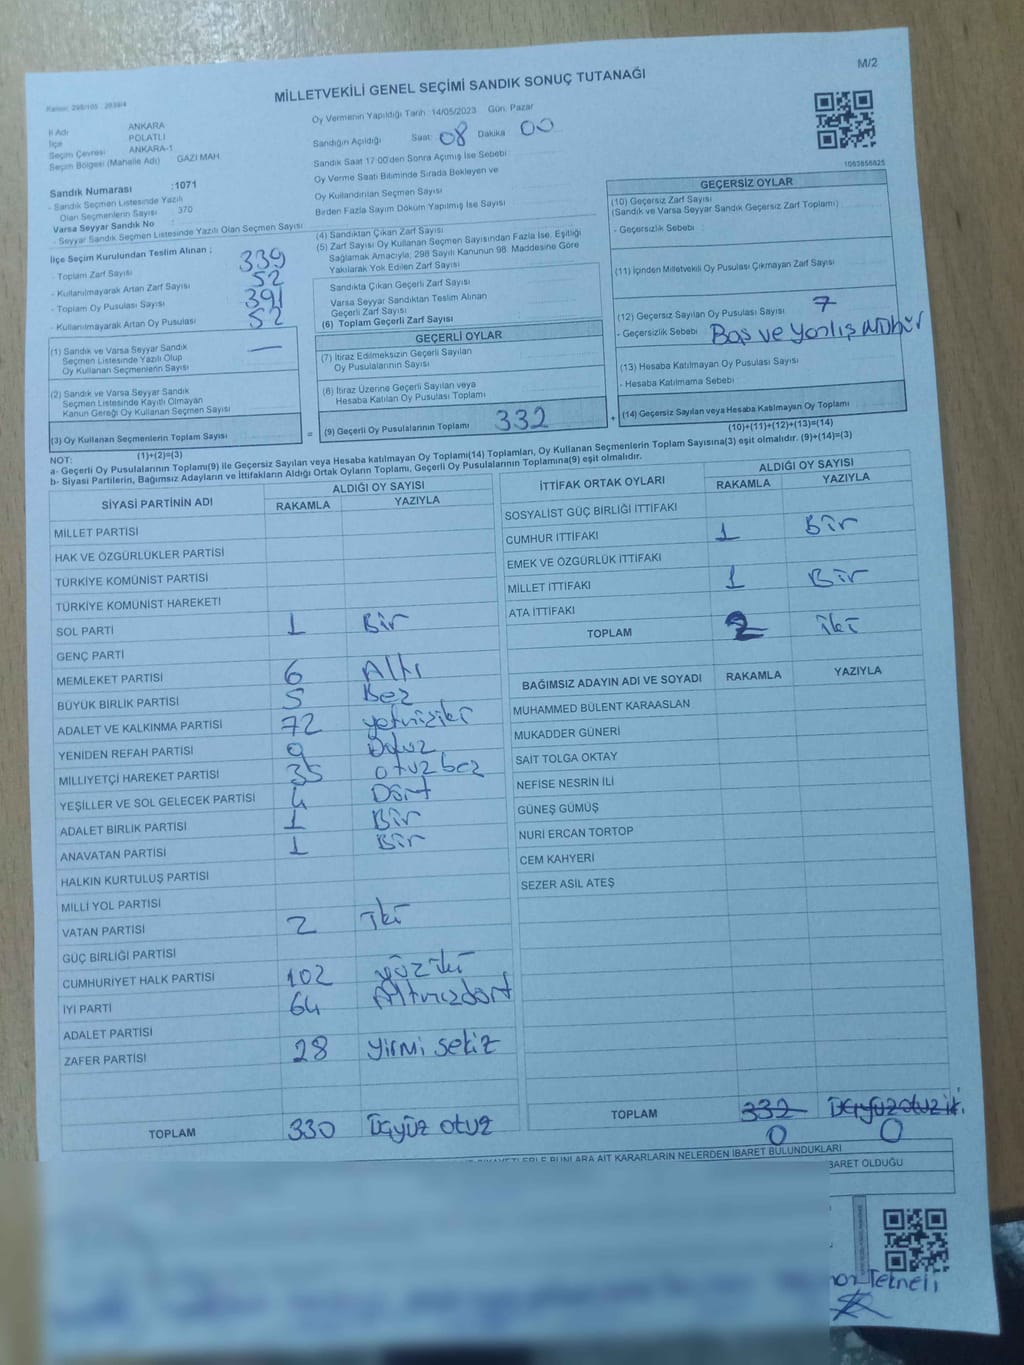 M/2
MİLLETVEKİLİ GENEL SEÇİMİ SANDIK SONUÇ TUTANAĞI
İl Adı ANKARA
İlçe POLATLI
Seçim Çevresi ANKARA-1
Seçim Bölgesi (Mahalle Adı) GAZİ MAH.
Sandık Numarası :1071
- Sandık Seçmen Listesinde Yazılı
Olan Seçmenlerin Sayısı 370
Varsa Seyyar Sandık No :
- Seyyar Sandık Seçmen Listesinde Yazılı Olan Seçmen Sayısı
İlçe Seçim Kurulundan Teslim Alınan ;
- Toplam Zarf Sayısı 339
- Kullanılmayarak Artan Zarf Sayısı 52
- Toplam Oy Pusulası Sayısı 391
- Kullanılmayarak Artan Oy Pusulası 52
(1) Sandık ve Varsa Seyyar Sandık
Seçmen Listesinde Yazılı Olup
Oy Kullanan Seçmenlerin Sayısı —
(2) Sandık ve Varsa Seyyar Sandık
Seçmen Listesinde Kayıtlı Olmayan
Kanun Gereği Oy Kullanan Seçmen Sayısı
(3) Oy Kullanan Seçmenlerin Toplam Sayısı
(1)+(2)=(3)
Oy Vermenin Yapıldığı Tarih :14/05/2023 Gün: Pazar
Sandığın Açıldığı Saat: 08 Dakika 00
Sandık Saat 17:00'den Sonra Açımış İse Sebebi :
Oy Verme Saati Bitiminde Sırada Bekleyen ve
Oy Kullandırılan Seçmen Sayısı
Birden Fazla Sayım Döküm Yapılmış İse Sayısı
(4) Sandıktan Çıkan Zarf Sayısı
(5) Zarf Sayısı Oy Kullanan Seçmen Sayısından Fazla İse, Eşitliği
Sağlamak Amacıyla, 298 Sayılı Kanunun 98. Maddesine Göre
Yakılarak Yok Edilen Zarf Sayısı
Sandıkta Çıkan Geçerli Zarf Sayısı
Varsa Seyyar Sandıktan Teslim Alınan
Geçerli Zarf Sayısı
(6) Toplam Geçerli Zarf Sayısı
GEÇERLİ OYLAR
(7) İtiraz Edilmeksizin Geçerli Sayılan
Oy Pusulalarının Sayısı
(8) İtiraz Üzerine Geçerli Sayılan veya
Hesaba Katılan Oy Pusulası Toplamı
= (9) Geçerli Oy Pusulalarının Toplamı 332 +
1063656625
GEÇERSİZ OYLAR
(10) Geçersiz Zarf Sayısı
(Sandık ve Varsa Seyyar Sandık Geçersiz Zarf Toplamı)
- Geçersizlik Sebebi :
(11) İçinden Milletvekili Oy Pusulası Çıkmayan Zarf Sayısı
(12) Geçersiz Sayılan Oy Pusulası Sayısı 7
- Geçersizlik Sebebi Boş ve Yanlış Mühür
(13) Hesaba Katılmayan Oy Pusulası Sayısı
- Hesaba Katılmama Sebebi
(14) Geçersiz Sayılan veya Hesaba Katılmayan Oy Toplamı
(10)+(11)+(12)+(13)=(14)
NOT:
a- Geçerli Oy Pusulalarının Toplamı(9) ile Geçersiz Sayılan veya Hesaba katılmayan Oy Toplamı(14) Toplamları, Oy Kullanan Seçmenlerin Toplam Sayısına(3) eşit olmalıdır. (9)+(14)=(3)
b- Siyasi Partilerin, Bağımsız Adayların ve İttifakların Aldığı Ortak Oyların Toplamı, Geçerli Oy Pusulalarının Toplamına(9) eşit olmalıdır.
SİYASİ PARTİNİN ADI ALDIĞI OY SAYISI
RAKAMLA YAZIYLA
MİLLET PARTİSİ
HAK VE ÖZGÜRLÜKLER PARTİSİ
TÜRKİYE KOMÜNİST PARTİSİ
TÜRKİYE KOMÜNİST HAREKETİ
SOL PARTİ 1 Bir
GENÇ PARTİ
MEMLEKET PARTİSİ 6 Altı
BÜYÜK BİRLİK PARTİSİ 5 Beş
ADALET VE KALKINMA PARTİSİ 72 yetmişiki
YENİDEN REFAH PARTİSİ 9 Dokuz
MİLLİYETÇİ HAREKET PARTİSİ 35 otuz beş
YEŞİLLER VE SOL GELECEK PARTİSİ 4 Dört
ADALET BİRLİK PARTİSİ 1 Bir
ANAVATAN PARTİSİ 1 Bir
HALKIN KURTULUŞ PARTİSİ
MİLLİ YOL PARTİSİ
VATAN PARTİSİ 2 iki
GÜÇ BİRLİĞİ PARTİSİ
CUMHURİYET HALK PARTİSİ 102 yüz iki
İYİ PARTİ 64 Altmışdört
ADALET PARTİSİ
ZAFER PARTİSİ 28 yirmi sekiz
TOPLAM 330 Üçyüz otuz
İTTİFAK ORTAK OYLARI ALDIĞI OY SAYISI
RAKAMLA YAZIYLA
SOSYALİST GÜÇ BİRLİĞİ İTTİFAKI
CUMHUR İTTİFAKI 1 Bir
EMEK VE ÖZGÜRLÜK İTTİFAKI
MİLLET İTTİFAKI 1 Bir
ATA İTTİFAKI
TOPLAM 2 iki
BAĞIMSIZ ADAYIN ADI VE SOYADI RAKAMLA YAZIYLA
MUHAMMED BÜLENT KARAASLAN
MUKADDER GÜNERİ
SAİT TOLGA OKTAY
NEFİSE NESRİN İLİ
GÜNEŞ GÜMÜŞ
NURİ ERCAN TORTOP
CEM KAHYERİ
SEZER ASİL ATEŞ
TOPLAM 332 Üçyüzotuz iki
0 0
BUNLARA AİT KARARLARIN NELERDEN İBARET BULUNDUKLARI
İBARET OLDUĞU